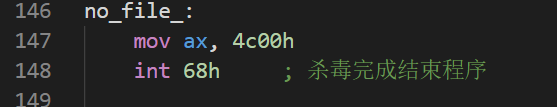 146 no_file_:
147 mov ax, 4c00h
148 int 68h ; 杀毒完成结束程序
149